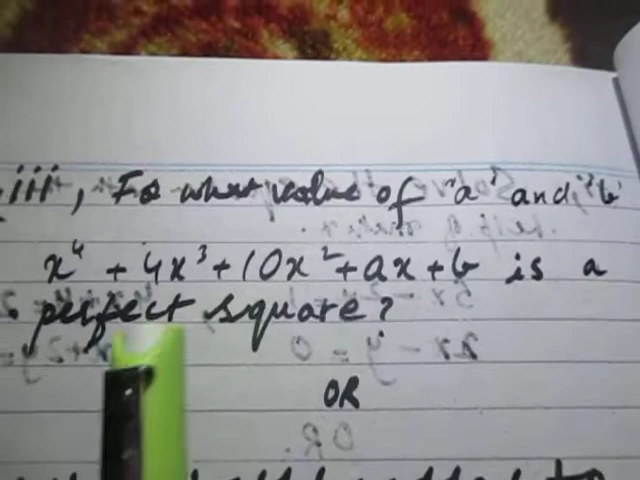 iii, For what value of "a" and "b"
x⁴ + 4x³ + 10x² + ax + b is a
perfect square?
OR